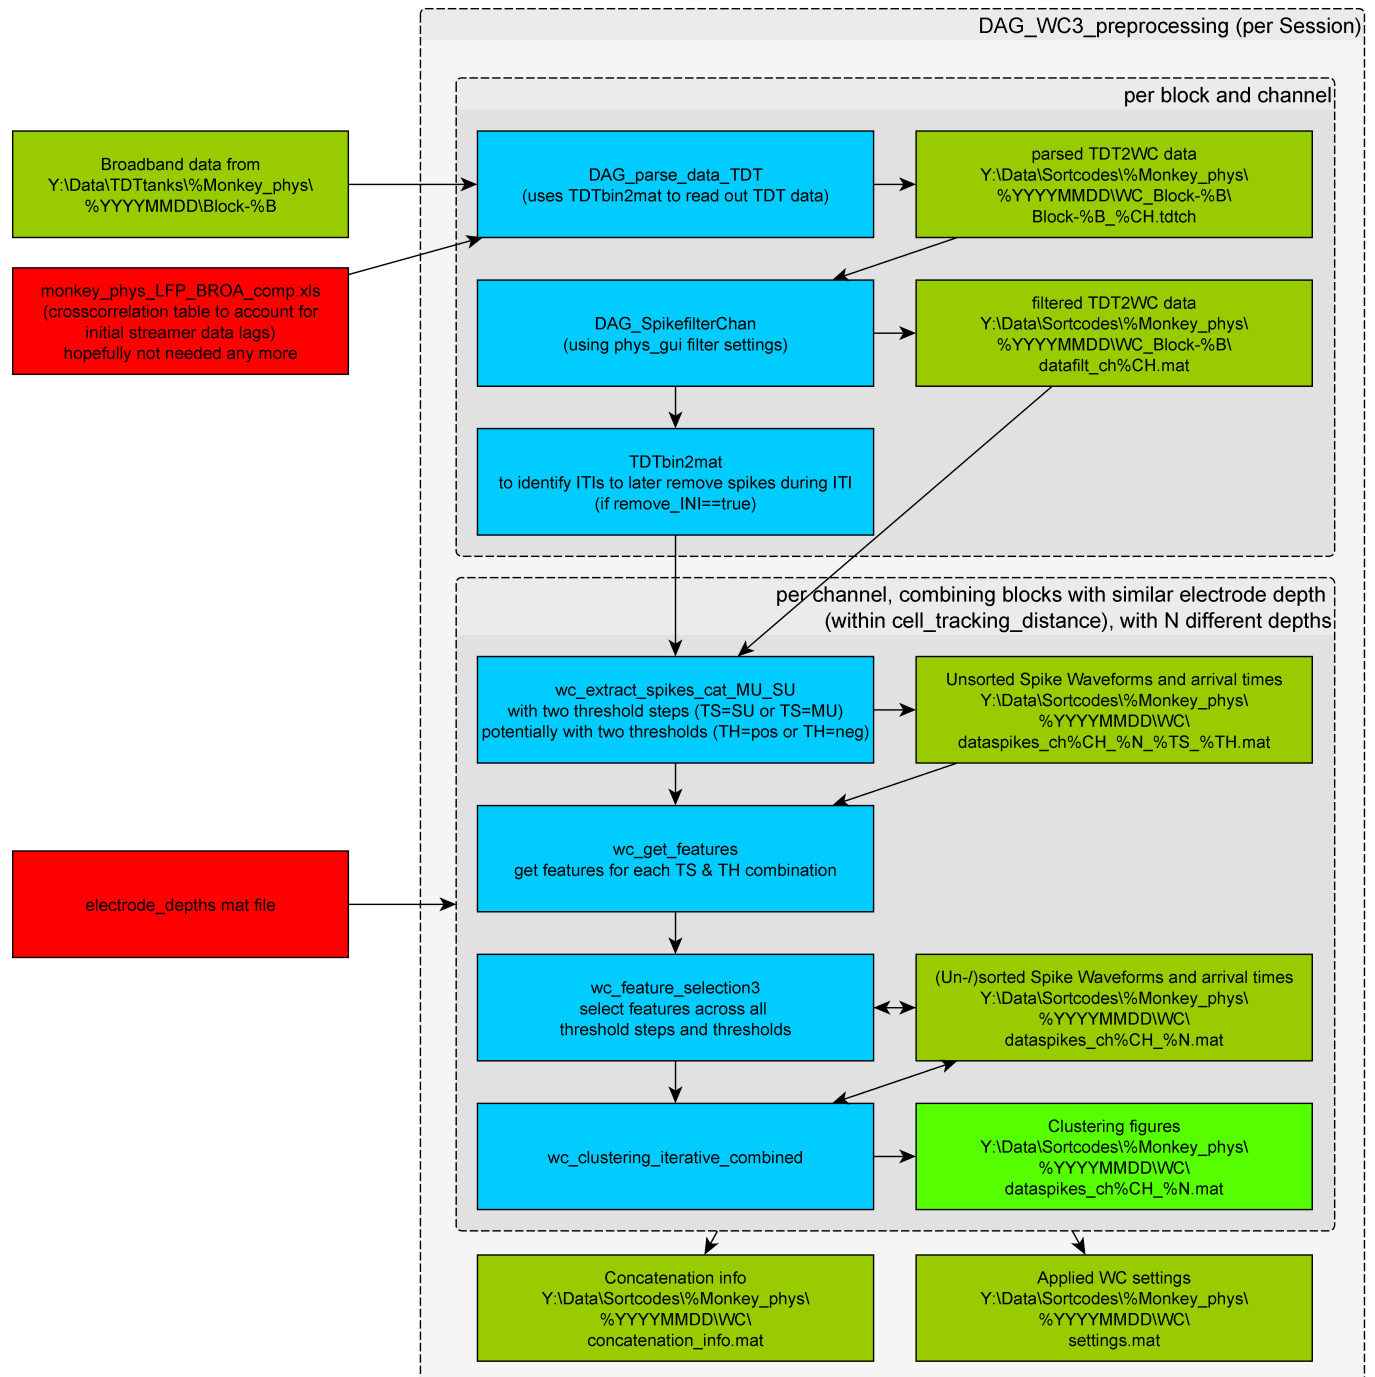 DAG_WC3_preprocessing (per Session)
per block and channel
Broadband data from
Y:\Data\TDTtanks\%Monkey_phys\
%YYYYMMDD\Block-%B
DAG_parse_data_TDT
(uses TDTbin2mat to read out TDT data)
parsed TDT2WC data
Y:\Data\Sortcodes\%Monkey_phys\
%YYYYMMDD\WC_Block-%B\
Block-%B_%CH.tdtch
monkey_phys_LFP_BROA_comp.xls
(crosscorrelation table to account for
initial streamer data lags)
hopefully not needed any more
DAG_SpikefilterChan
(using phys_gui filter settings)
filtered TDT2WC data
Y:\Data\Sortcodes\%Monkey_phys\
%YYYYMMDD\WC_Block-%B\
datafilt_ch%CH.mat
TDTbin2mat
to identify ITIs to later remove spikes during ITI
(if remove_INI==true)
per channel, combining blocks with similar electrode depth
(within cell_tracking_distance), with N different depths
wc_extract_spikes_cat_MU_SU
with two threshold steps (TS=SU or TS=MU)
potentially with two thresholds (TH=pos or TH=neg)
Unsorted Spike Waveforms and arrival times
Y:\Data\Sortcodes\%Monkey_phys\
%YYYYMMDD\WC\
dataspikes_ch%CH_%N_%TS_%TH.mat
wc_get_features
get features for each TS & TH combination
electrode_depths mat file
wc_feature_selection3
select features across all
threshold steps and thresholds
(Un-/)sorted Spike Waveforms and arrival times
Y:\Data\Sortcodes\%Monkey_phys\
%YYYYMMDD\WC\
dataspikes_ch%CH_%N.mat
wc_clustering_iterative_combined
Clustering figures
Y:\Data\Sortcodes\%Monkey_phys\
%YYYYMMDD\WC\
dataspikes_ch%CH_%N.mat
Concatenation info
Y:\Data\Sortcodes\%Monkey_phys\
%YYYYMMDD\WC\
concatenation_info.mat
Applied WC settings
Y:\Data\Sortcodes\%Monkey_phys\
%YYYYMMDD\WC\
settings.mat